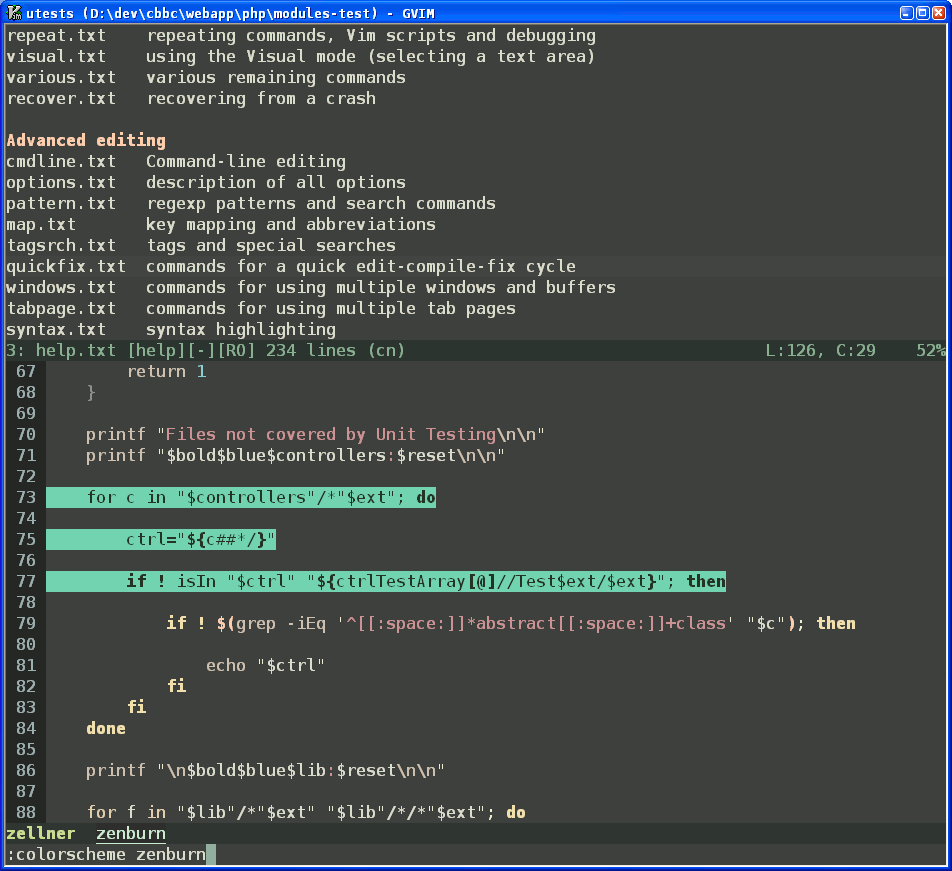 utests (D:\dev\cbbc\webapp\php\modules-test) - GVIM
repeat.txt    repeating commands, Vim scripts and debugging
visual.txt    using the Visual mode (selecting a text area)
various.txt   various remaining commands
recover.txt   recovering from a crash
Advanced editing
cmdline.txt   Command-line editing
options.txt   description of all options
pattern.txt   regexp patterns and search commands
map.txt       key mapping and abbreviations
tagsrch.txt   tags and special searches
quickfix.txt  commands for a quick edit-compile-fix cycle
windows.txt   commands for using multiple windows and buffers
tabpage.txt   commands for using multiple tab pages
syntax.txt    syntax highlighting
3: help.txt [help][-][RO] 234 lines (cn)    L:126, C:29    52%
67         return 1
68     }
69
70     printf "Files not covered by Unit Testing\n\n"
71     printf "$bold$blue$controllers:$reset\n\n"
72
73     for c in "$controllers"/*"$ext"; do
74
75         ctrl="${c##*/}"
76
77         if ! isIn "$ctrl" "${ctrlTestArray[@]//Test$ext/$ext}"; then
78
79             if ! $(grep -iEq '^[[:space:]]*abstract[[:space:]]+class' "$c"); then
80
81                 echo "$ctrl"
82             fi
83         fi
84     done
85
86     printf "\n$bold$blue$lib:$reset\n\n"
87
88     for f in "$lib"/*"$ext" "$lib"/*/*"$ext"; do
zellner  zenburn
:colorscheme zenburn